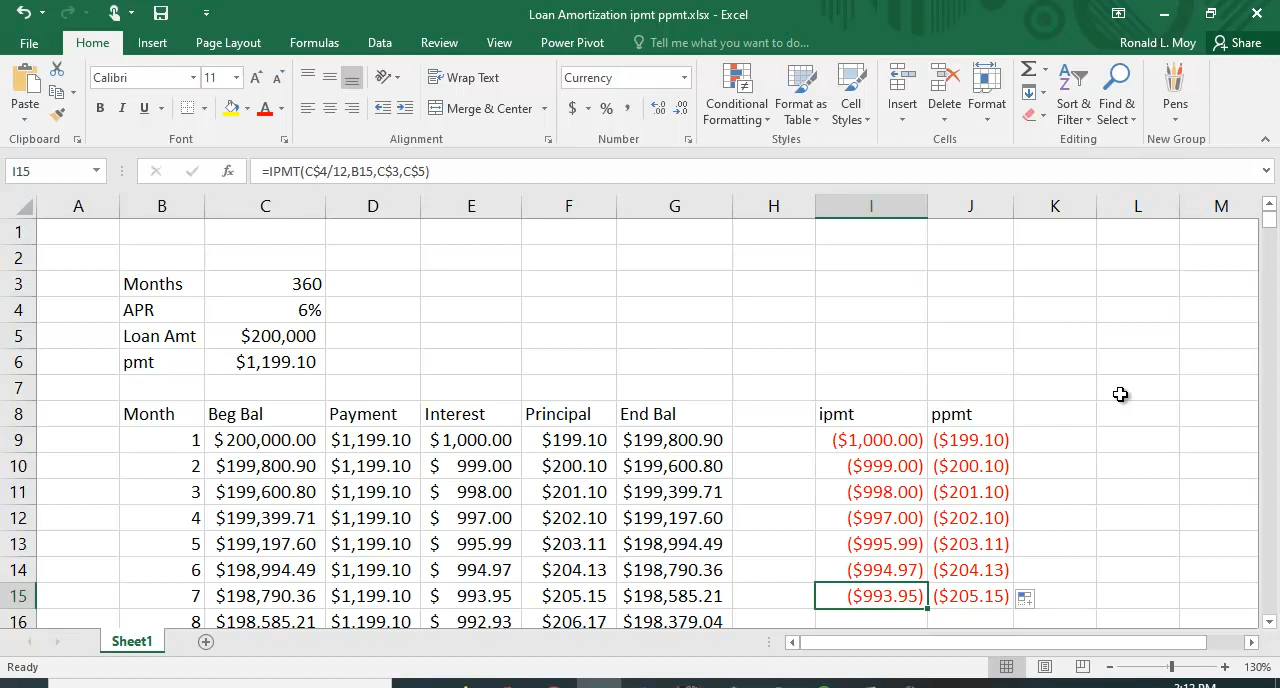 Loan Amortization ipmt ppmt.xlsx - Excel
File Home Insert Page Layout Formulas Data Review View Power Pivot Tell me what you want to do... Ronald L. Moy Share
Paste Calibri 11 A A Wrap Text Currency Conditional Formatting Format as Table Cell Styles Insert Delete Format Sort & Filter Find & Select Pens
B I U A Merge & Center $ % ,
Clipboard Font Alignment Number Styles Cells Editing New Group
I15 fx =IPMT(C$4/12,B15,C$3,C$5)
A B C D E F G H I J K L M
1
2
3 Months 360
4 APR 6%
5 Loan Amt $200,000
6 pmt $1,199.10
7
8 Month Beg Bal Payment Interest Principal End Bal ipmt ppmt
9 1 $200,000.00 $1,199.10 $1,000.00 $199.10 $199,800.90 ($1,000.00) ($199.10)
10 2 $199,800.90 $1,199.10 $ 999.00 $200.10 $199,600.80 ($999.00) ($200.10)
11 3 $199,600.80 $1,199.10 $ 998.00 $201.10 $199,399.71 ($998.00) ($201.10)
12 4 $199,399.71 $1,199.10 $ 997.00 $202.10 $199,197.60 ($997.00) ($202.10)
13 5 $199,197.60 $1,199.10 $ 995.99 $203.11 $198,994.49 ($995.99) ($203.11)
14 6 $198,994.49 $1,199.10 $ 994.97 $204.13 $198,790.36 ($994.97) ($204.13)
15 7 $198,790.36 $1,199.10 $ 993.95 $205.15 $198,585.21 ($993.95) ($205.15)
16 8 $198,585.21 $1,199.10 $ 992.93 $206.17 $198,379.04
Sheet1
Ready 130%